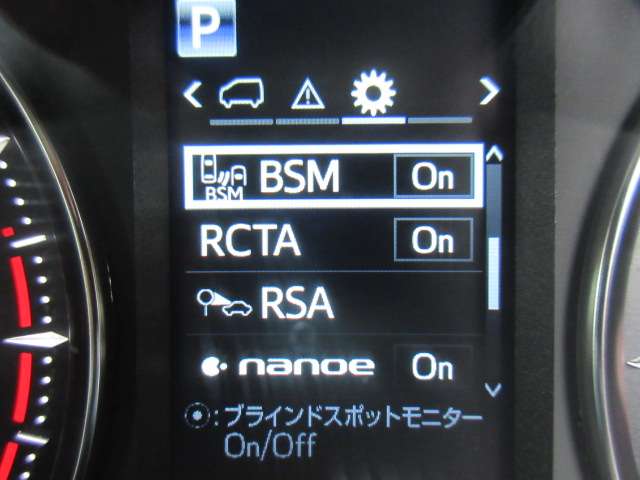 P
BSM BSM On
RCTA On
RSA
nanoe On
⦿:ブラインドスポットモニター
On/Off